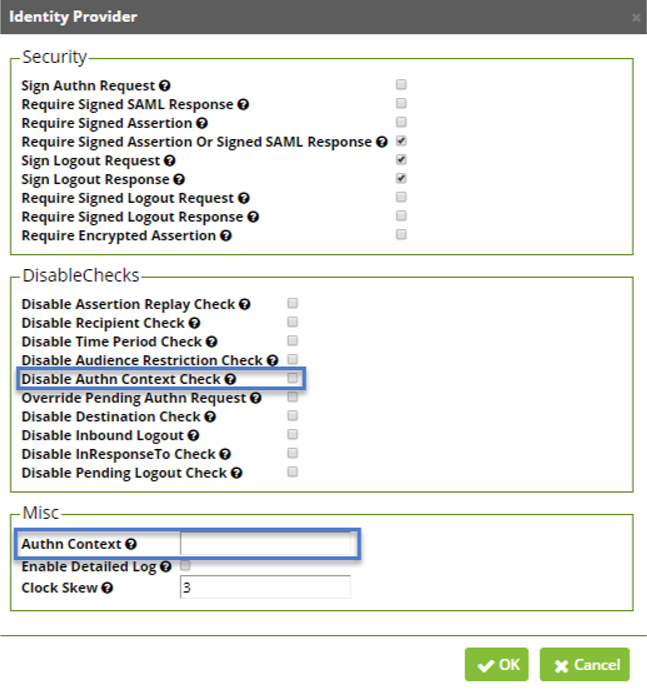 Identity Provider
Security
Sign Authn Request
Require Signed SAML Response
Require Signed Assertion
Require Signed Assertion Or Signed SAML Response
Sign Logout Request
Sign Logout Response
Require Signed Logout Request
Require Signed Logout Response
Require Encrypted Assertion
DisableChecks
Disable Assertion Replay Check
Disable Recipient Check
Disable Time Period Check
Disable Audience Restriction Check
Disable Authn Context Check
Override Pending Authn Request
Disable Destination Check
Disable Inbound Logout
Disable InResponseTo Check
Disable Pending Logout Check
Misc
Authn Context
Enable Detailed Log
Clock Skew 3
OK Cancel